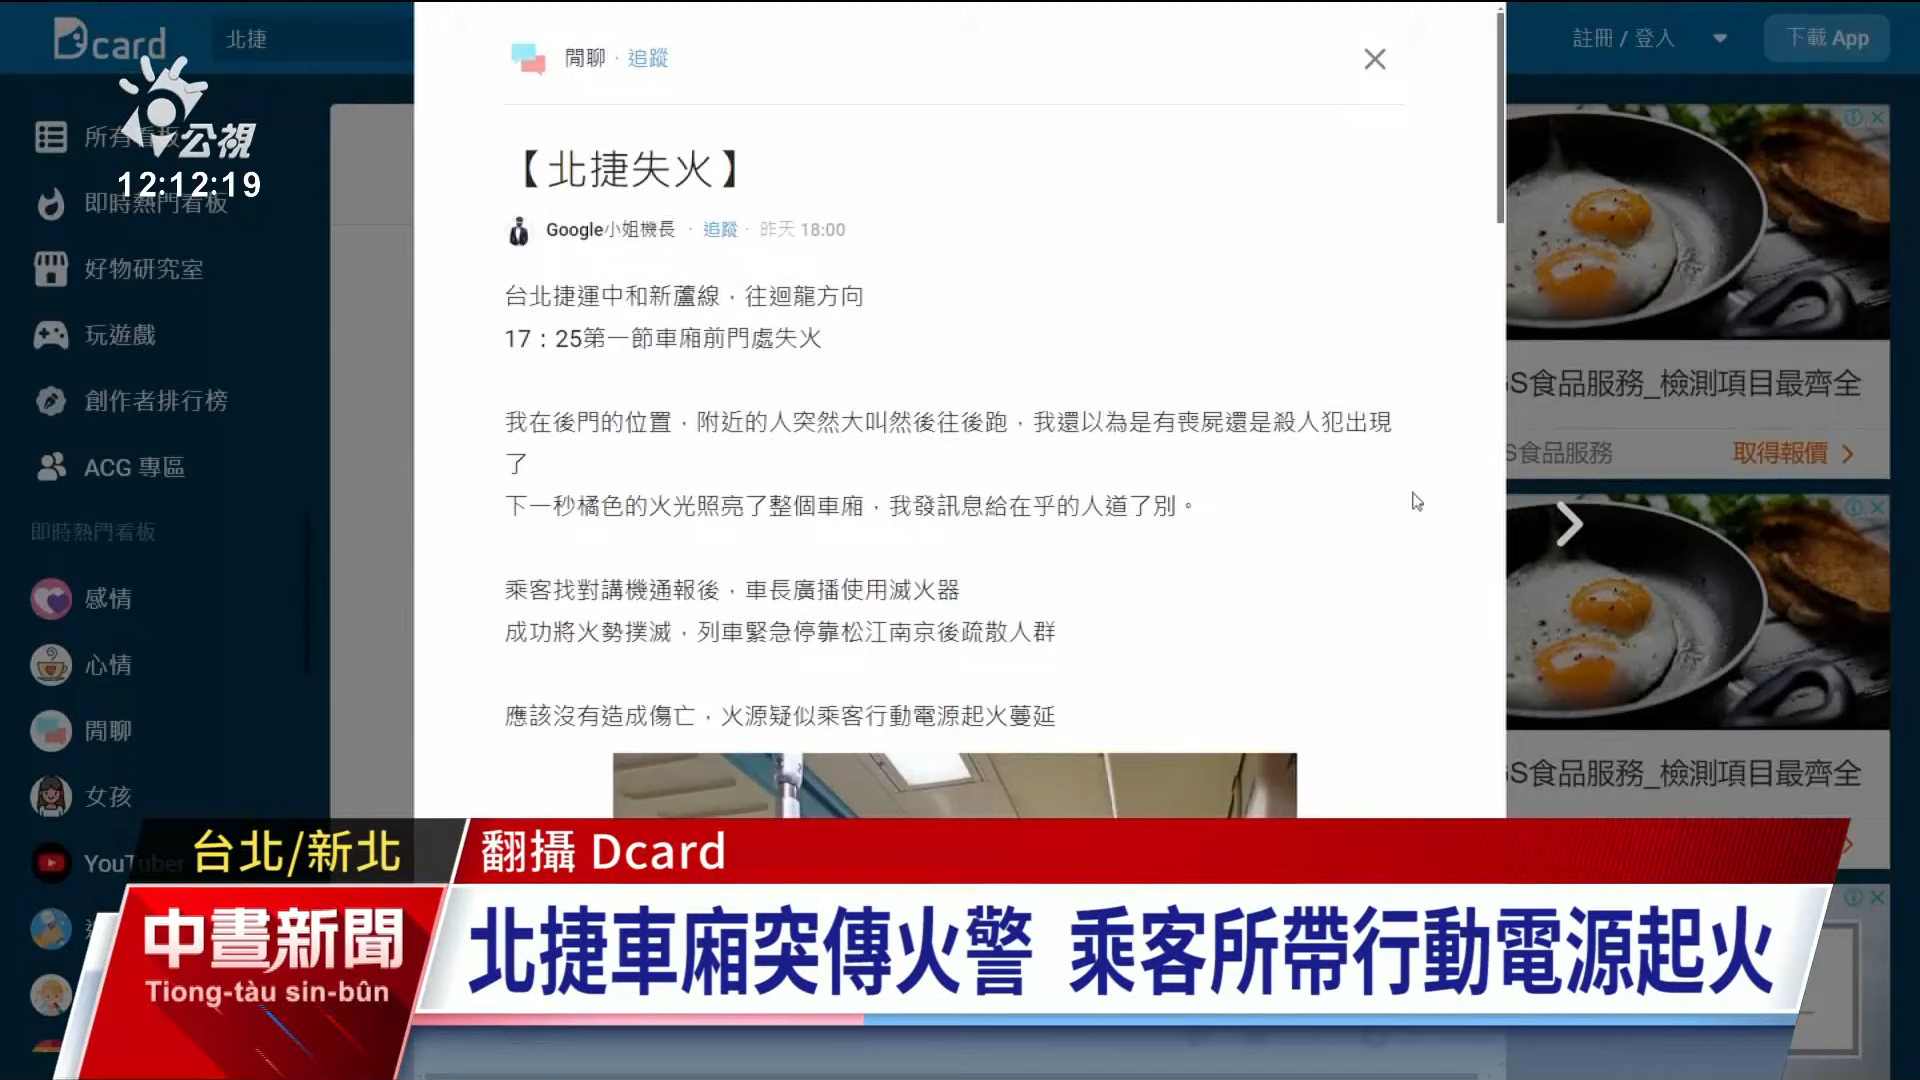 Dcard
北捷
註冊 / 登入
下載 App
公視
12:12:19
所有看板
即時熱門看板
好物研究室
玩遊戲
創作者排行榜
ACG 專區
即時熱門看板
感情
心情
閒聊
女孩
YouTuber
閒聊 · 追蹤
【北捷失火】
Google小姐機長 · 追蹤 · 昨天 18:00
台北捷運中和新蘆線，往迴龍方向
17：25第一節車廂前門處失火
我在後門的位置，附近的人突然大叫然後往後跑，我還以為是有喪屍還是殺人犯出現
了
下一秒橘色的火光照亮了整個車廂，我發訊息給在乎的人道了別。
乘客找對講機通報後，車長廣播使用滅火器
成功將火勢撲滅，列車緊急停靠松江南京後疏散人群
應該沒有造成傷亡，火源疑似乘客行動電源起火蔓延
S食品服務_檢測項目最齊全
S食品服務
取得報價
S食品服務_檢測項目最齊全
台北/新北
翻攝 Dcard
中晝新聞
Tiong-tàu sin-bûn
北捷車廂突傳火警 乘客所帶行動電源起火